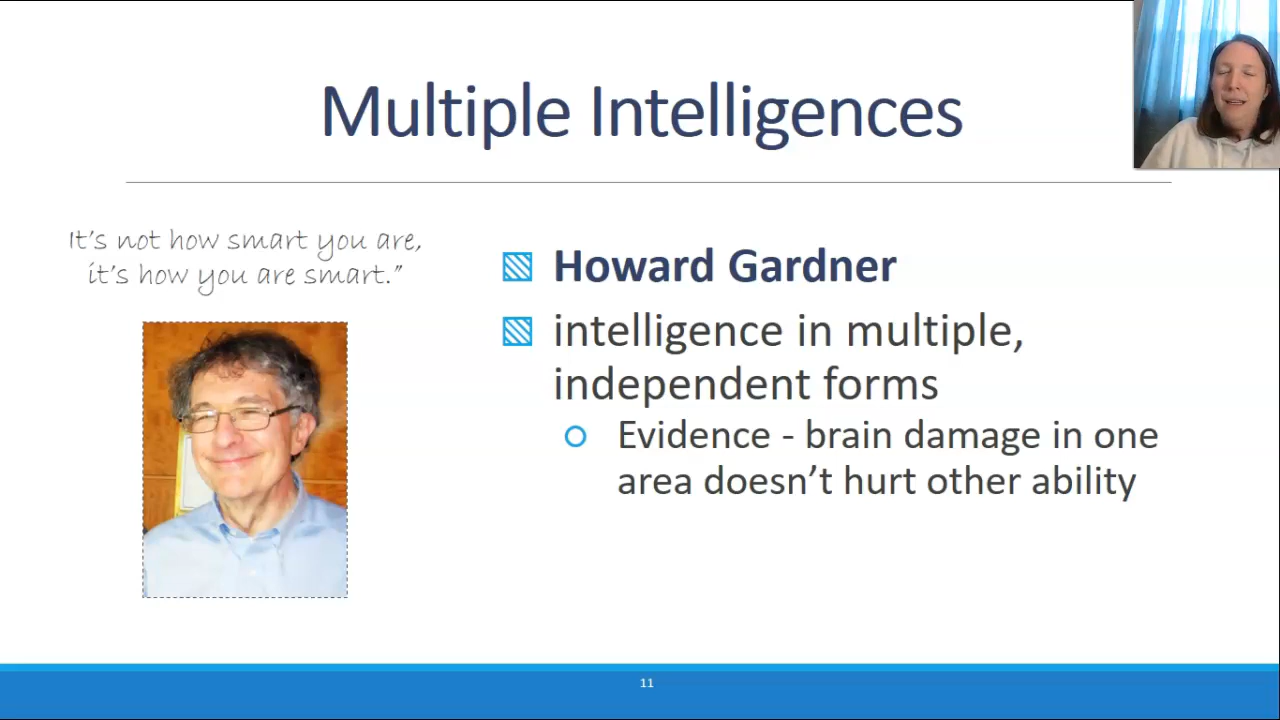 Multiple Intelligences
It's not how smart you are,
it's how you are smart.”
Howard Gardner
intelligence in multiple,
independent forms
Evidence - brain damage in one
area doesn't hurt other ability
11